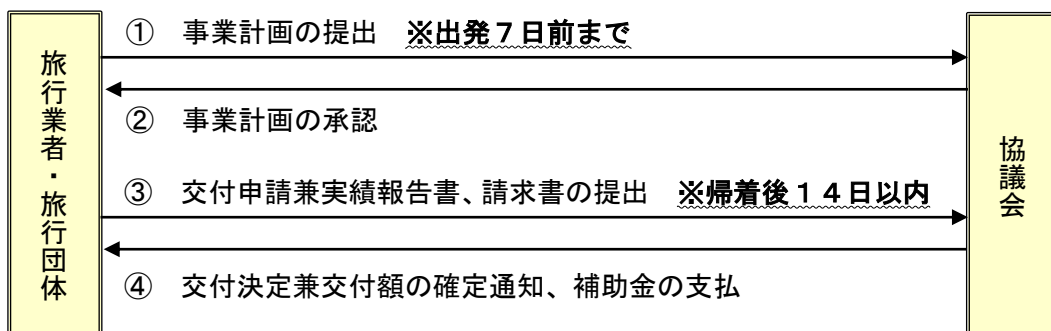 旅行業者・旅行団体
① 事業計画の提出 ※出発７日前まで
② 事業計画の承認
③ 交付申請兼実績報告書、請求書の提出 ※帰着後１４日以内
④ 交付決定兼交付額の確定通知、補助金の支払
協議会